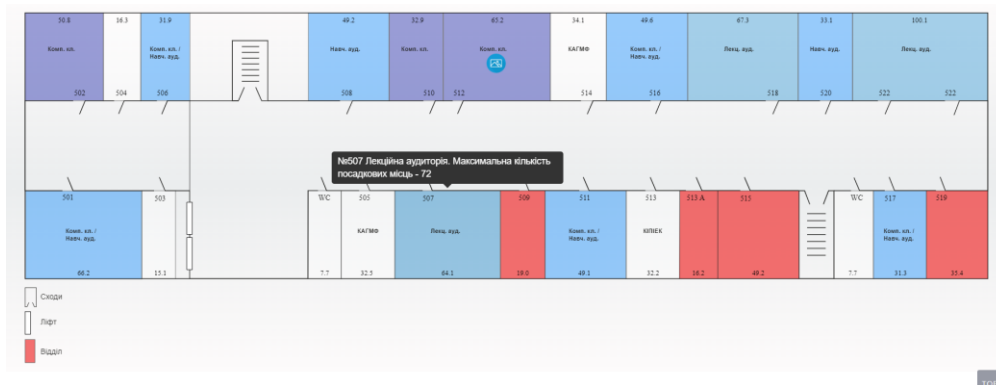 50.8 16.3 31.9 49.2 32.9 65.2 34.1 49.6 67.3 33.1 100.1
Комп. кл. Комп. кл. / Навч. ауд. Комп. кл. Комп. кл. КАГМФ Комп. кл. / Лекц. ауд. Навч. ауд. Лекц. ауд.
Навч. ауд. Навч. ауд.
502 504 506 508 510 512 514 516 518 520 522 522
№507 Лекційна аудиторія. Максимальна кількість
посадкових місць - 72
501 503 WC 505 507 509 511 513 513 А 515 WC 517 519
Комп. кл. / КАГМФ Лекц. ауд. Комп. кл. / КІПІЕК Комп. кл. /
Навч. ауд. Навч. ауд. Навч. ауд.
66.2 15.1 7.7 32.5 64.1 18.0 49.1 32.2 16.2 49.2 7.7 31.3 35.4
Сходи
Ліфт
Відділ